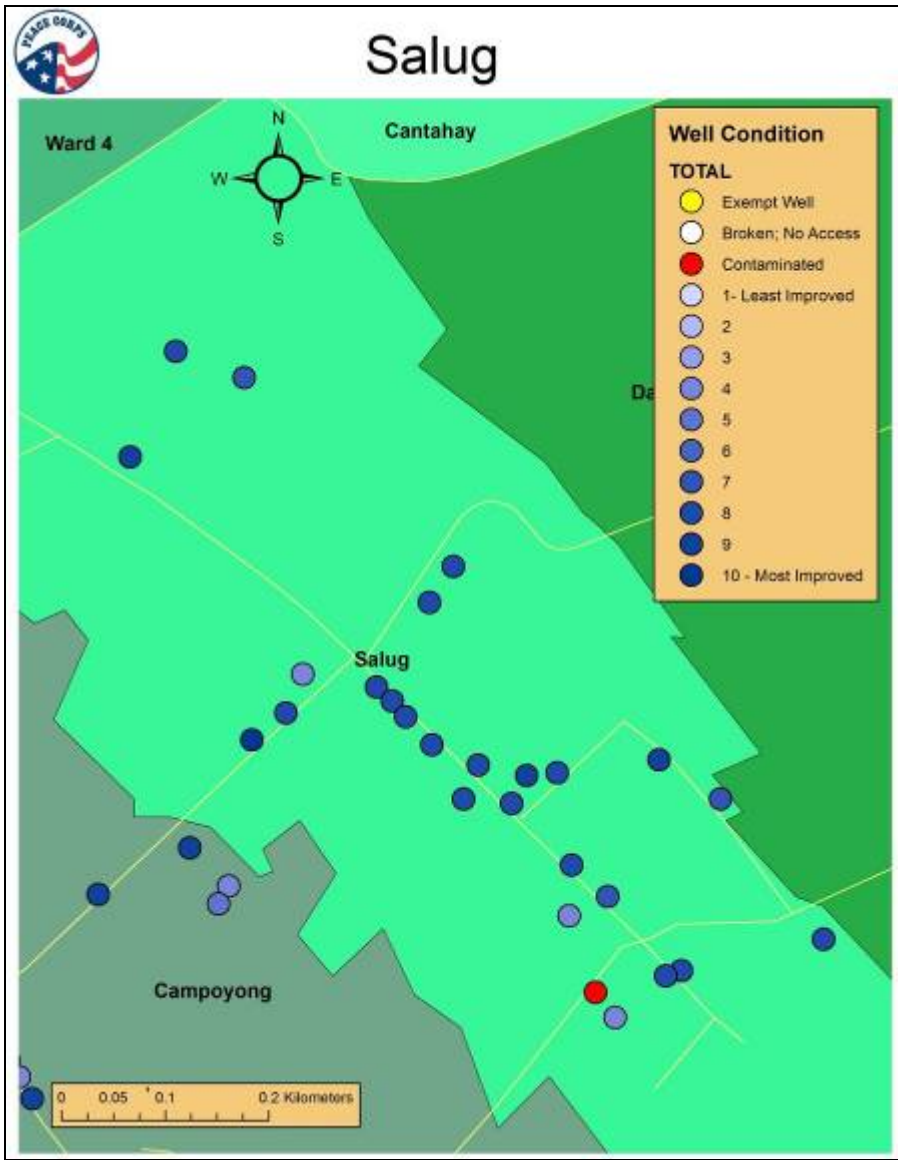 PEACE CORPS
Salug
Ward 4
Cantahay
N
W
E
S
Well Condition
TOTAL
Exempt Well
Broken; No Access
Contaminated
1- Least Improved
2
3
4
5
6
7
8
9
10 - Most Improved
Da
Salug
Campoyong
0 0.05 0.1 0.2 Kilometers